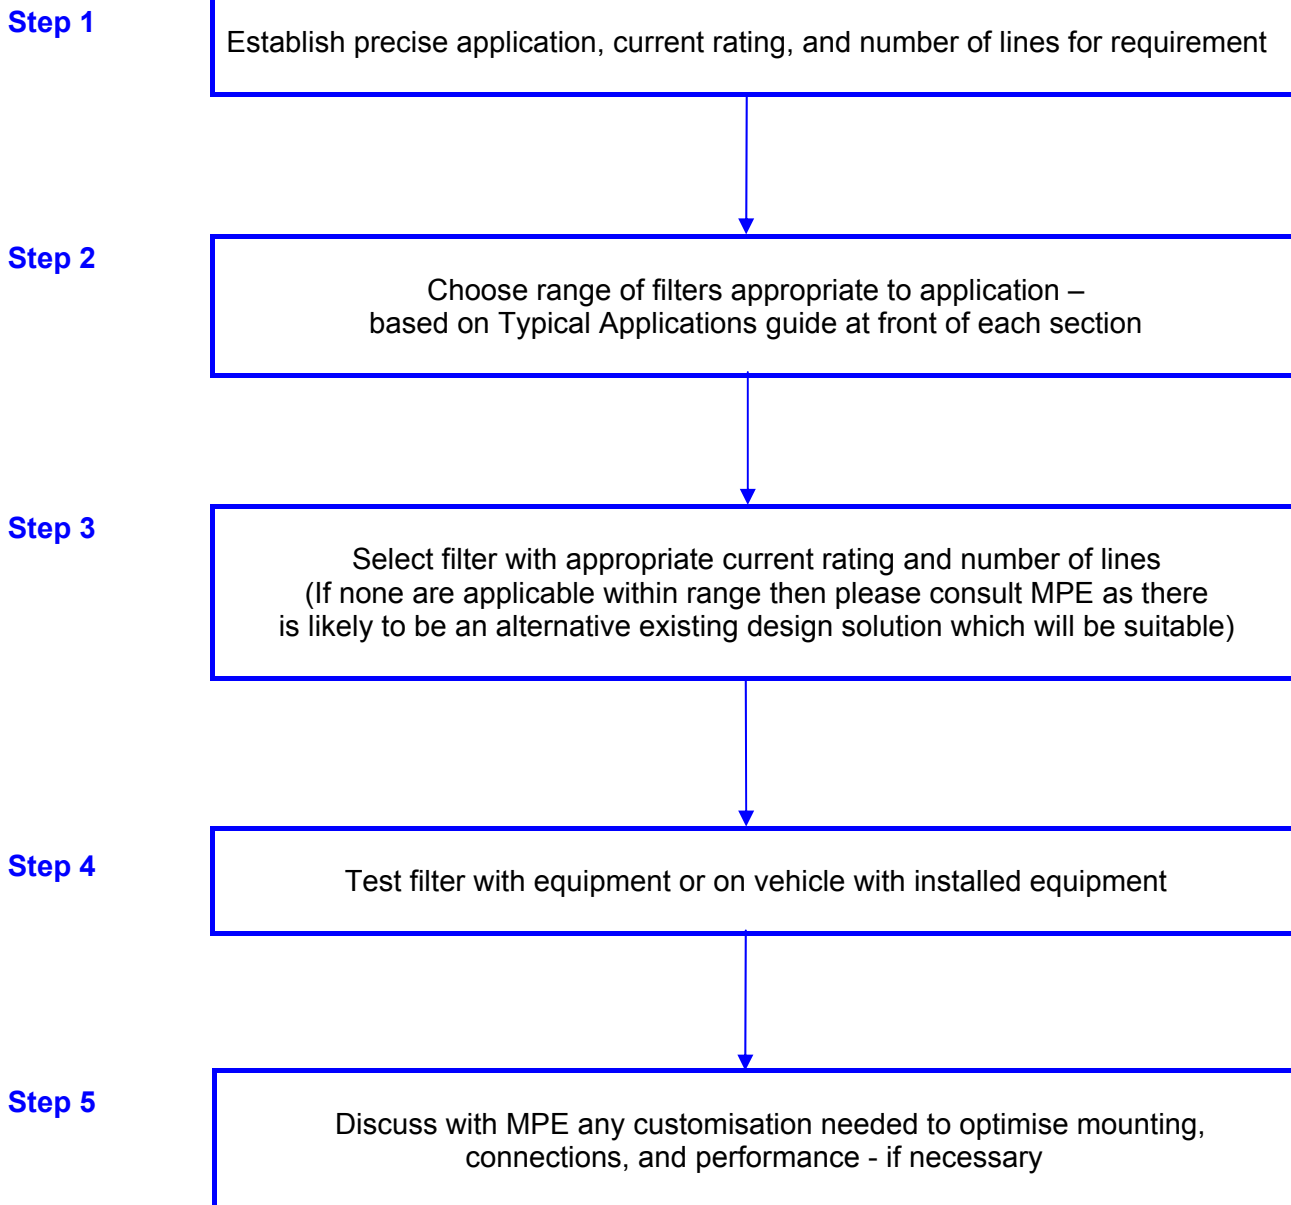 Step 1
Establish precise application, current rating, and number of lines for requirement
Step 2
Choose range of filters appropriate to application –
based on Typical Applications guide at front of each section
Step 3
Select filter with appropriate current rating and number of lines
(If none are applicable within range then please consult MPE as there
is likely to be an alternative existing design solution which will be suitable)
Step 4
Test filter with equipment or on vehicle with installed equipment
Step 5
Discuss with MPE any customisation needed to optimise mounting,
connections, and performance - if necessary